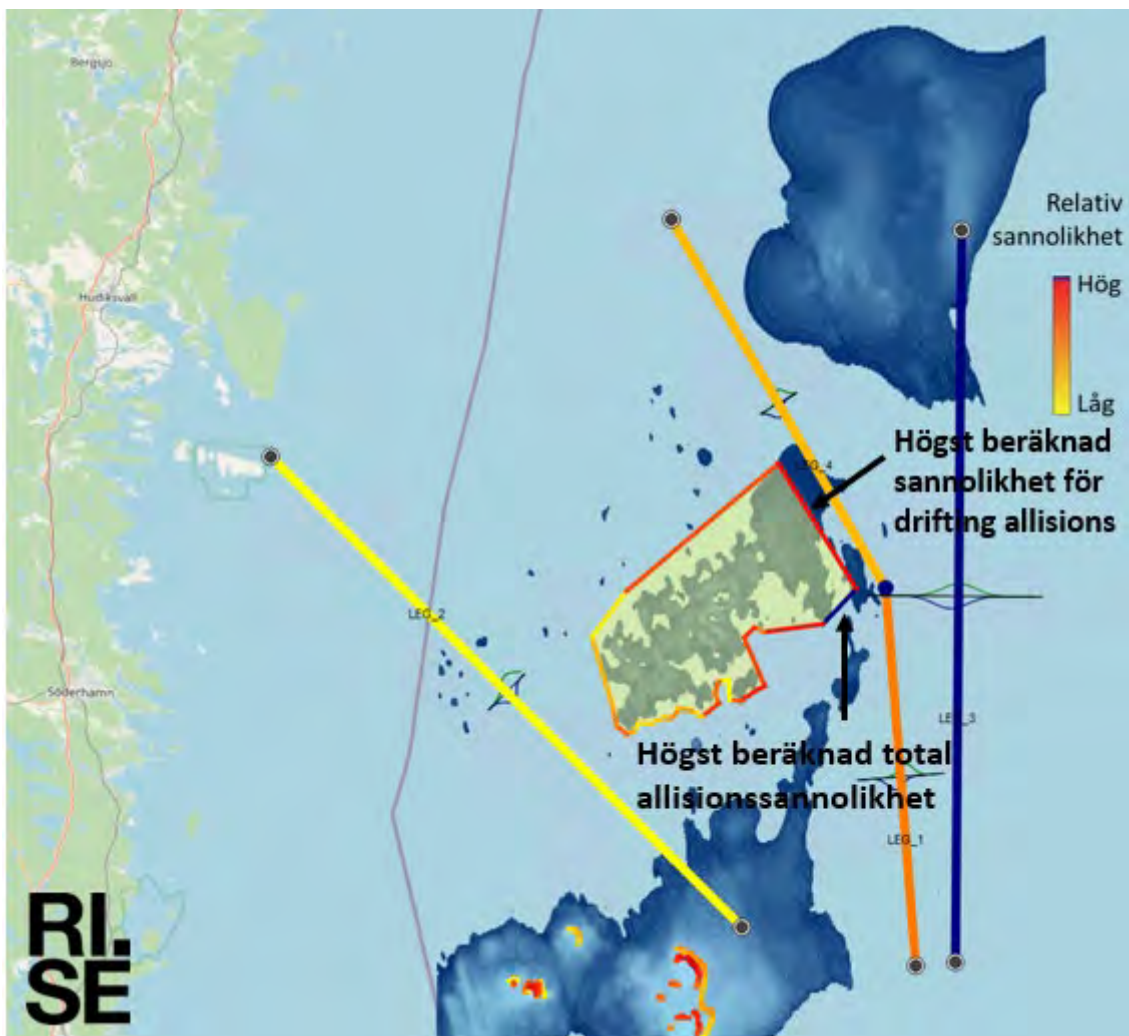 Bergsjö
Relativ
sannolikhet
Hög
Låg
Hudiksvall
Högst beräknad
sannolikhet för
drifting allisions
LEG_4
LEG_2
Söderhamn
LEG_3
Högst beräknad total
allisionssannolikhet
LEG_1
RI.
SE